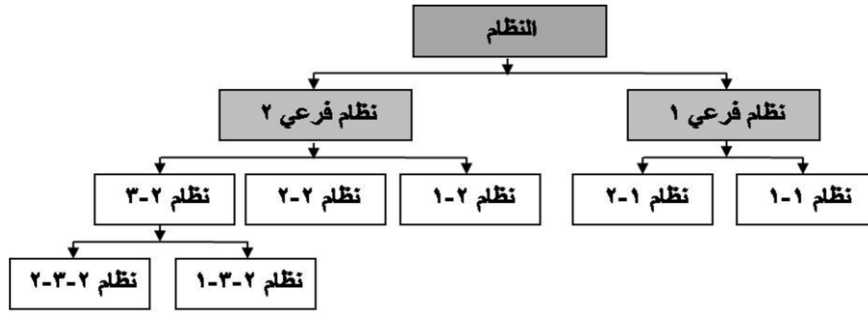 النظام
نظام فرعي ١
نظام فرعي ٢
نظام ١-١
نظام ١-٢
نظام ٢-١
نظام ٢-٢
نظام ٢-٣
نظام ٢-٣-١
نظام ٢-٣-٢